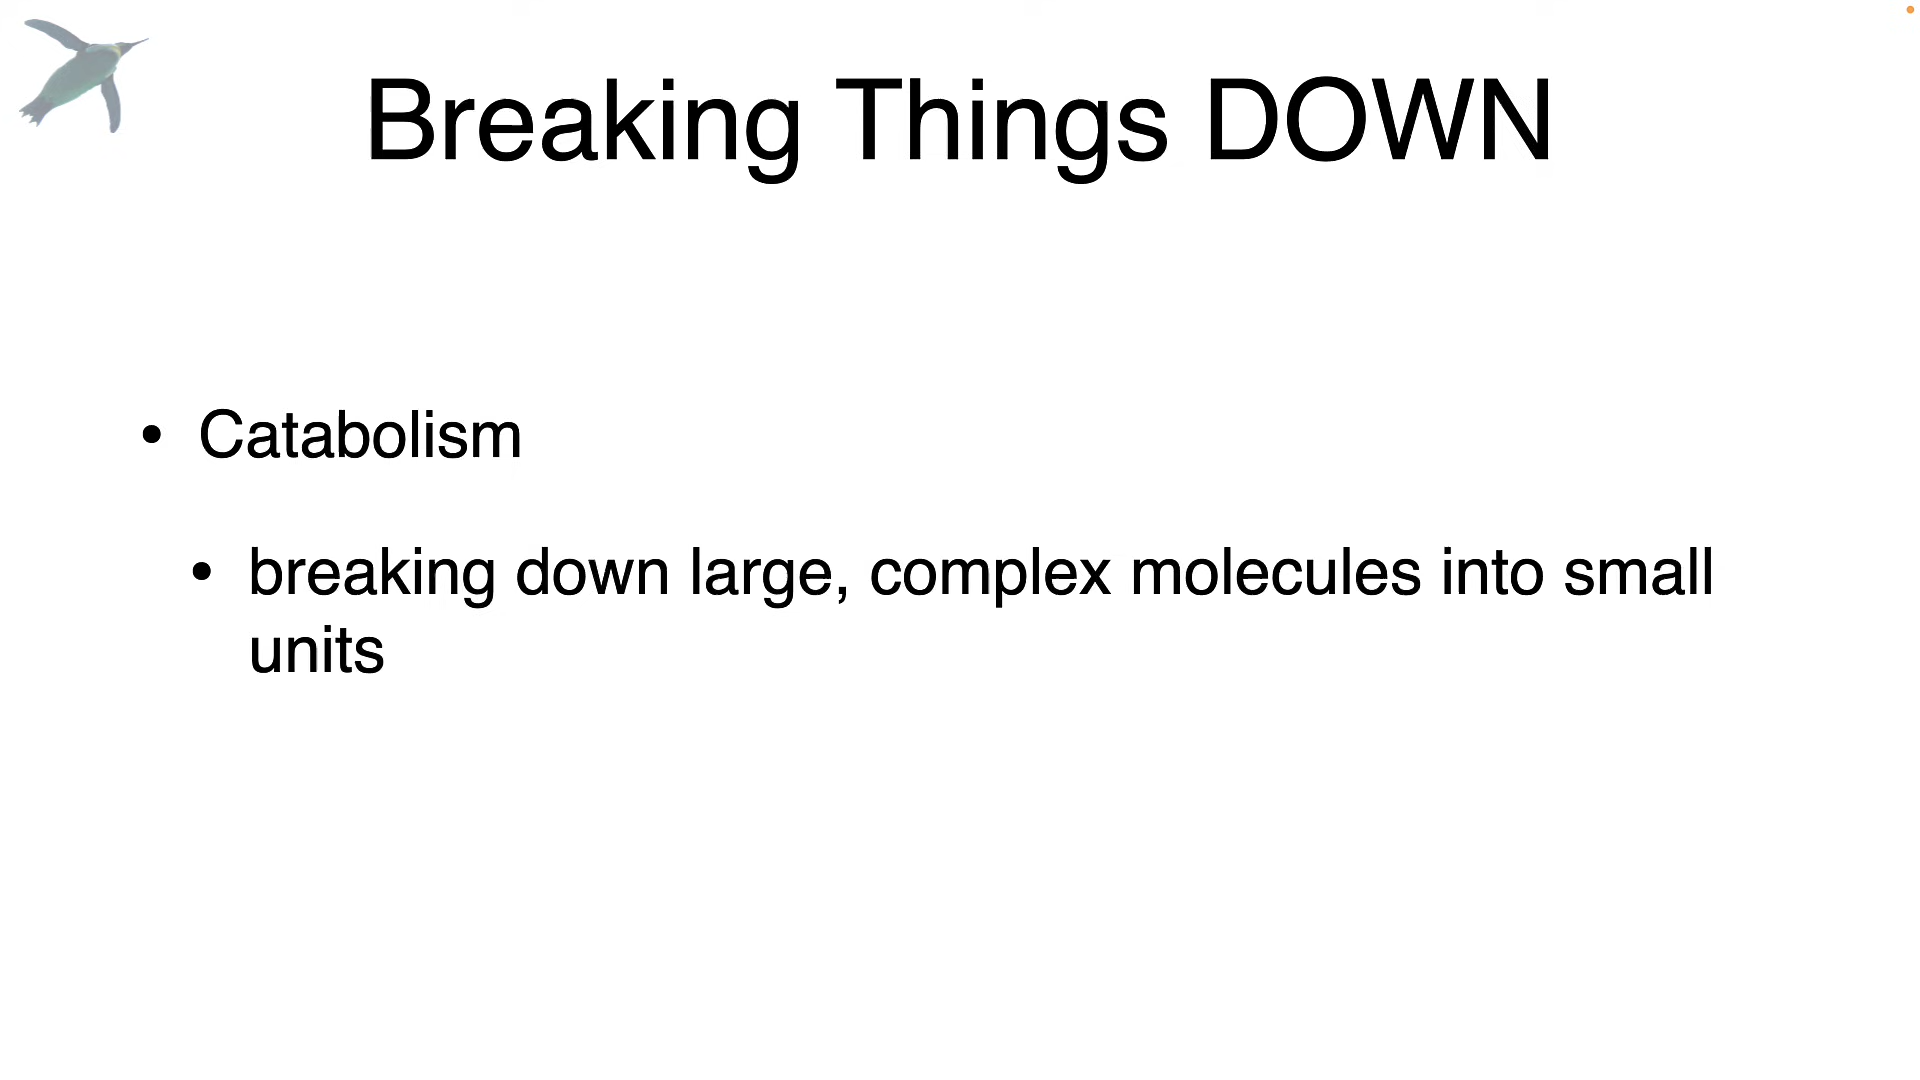 Breaking Things DOWN
• Catabolism
• breaking down large, complex molecules into small
units